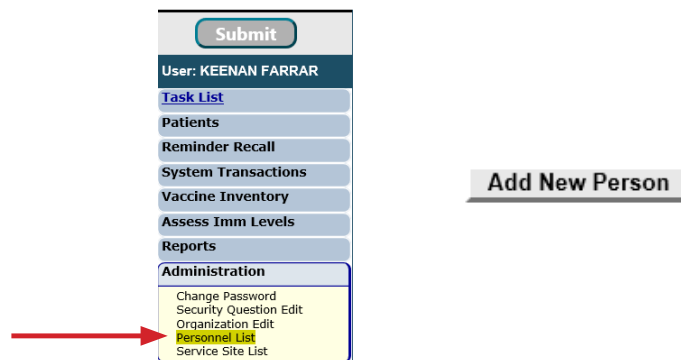 Submit
User: KEENAN FARRAR
Task List
Patients
Reminder Recall
System Transactions
Vaccine Inventory
Assess Imm Levels
Reports
Administration
Change Password
Security Question Edit
Organization Edit
Personnel List
Service Site List
Add New Person